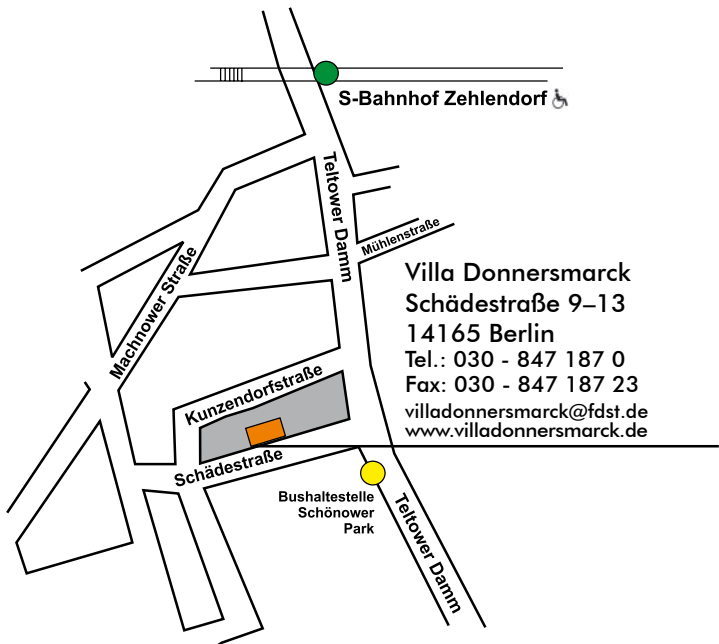 S-Bahnhof Zehlendorf
Teltower Damm
Mühlenstraße
Machnower Straße
Villa Donnersmarck
Schädestraße 9–13
14165 Berlin
Tel.: 030 - 847 187 0
Fax: 030 - 847 187 23
villadonnersmarck@fdst.de
www.villadonnersmarck.de
Kunzendorfstraße
Schädestraße
Bushaltestelle
Schönower
Park
Teltower Damm